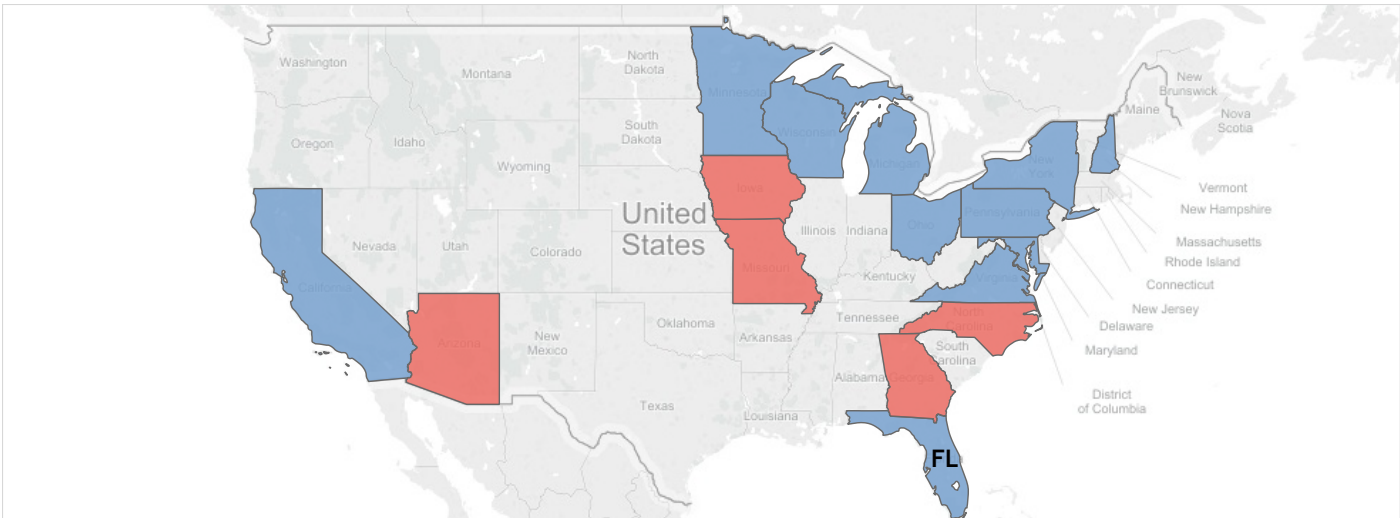 Washington
Montana
North
Dakota
Minnesota
Oregon
Idaho
South
Dakota
Wyoming
Wisconsin
Michigan
New
York
Maine
New
Brunswick
Nova
Scotia
Vermont
New Hampshire
Massachusetts
Rhode Island
Connecticut
New Jersey
Delaware
Maryland
District
of Columbia
Iowa
United
States
Nevada
Utah
Colorado
California
Illinois
Indiana
Ohio
Pennsylvania
Missouri
Kentucky
Virginia
Arizona
New
Mexico
Oklahoma
Arkansas
Tennessee
North
Carolina
South
Carolina
Texas
Louisiana
Alabama
Georgia
FL